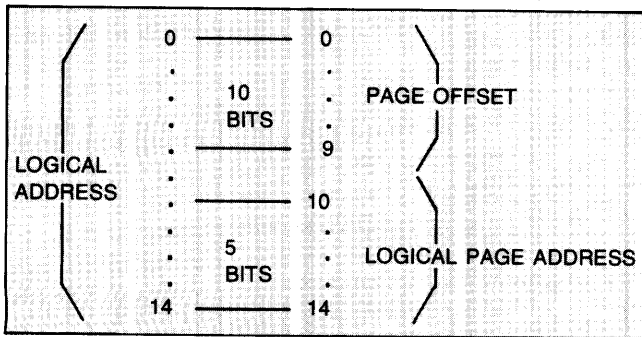 0 0
10
BITS
PAGE OFFSET
9
LOGICAL
ADDRESS
10
5
BITS
LOGICAL PAGE ADDRESS
14 14